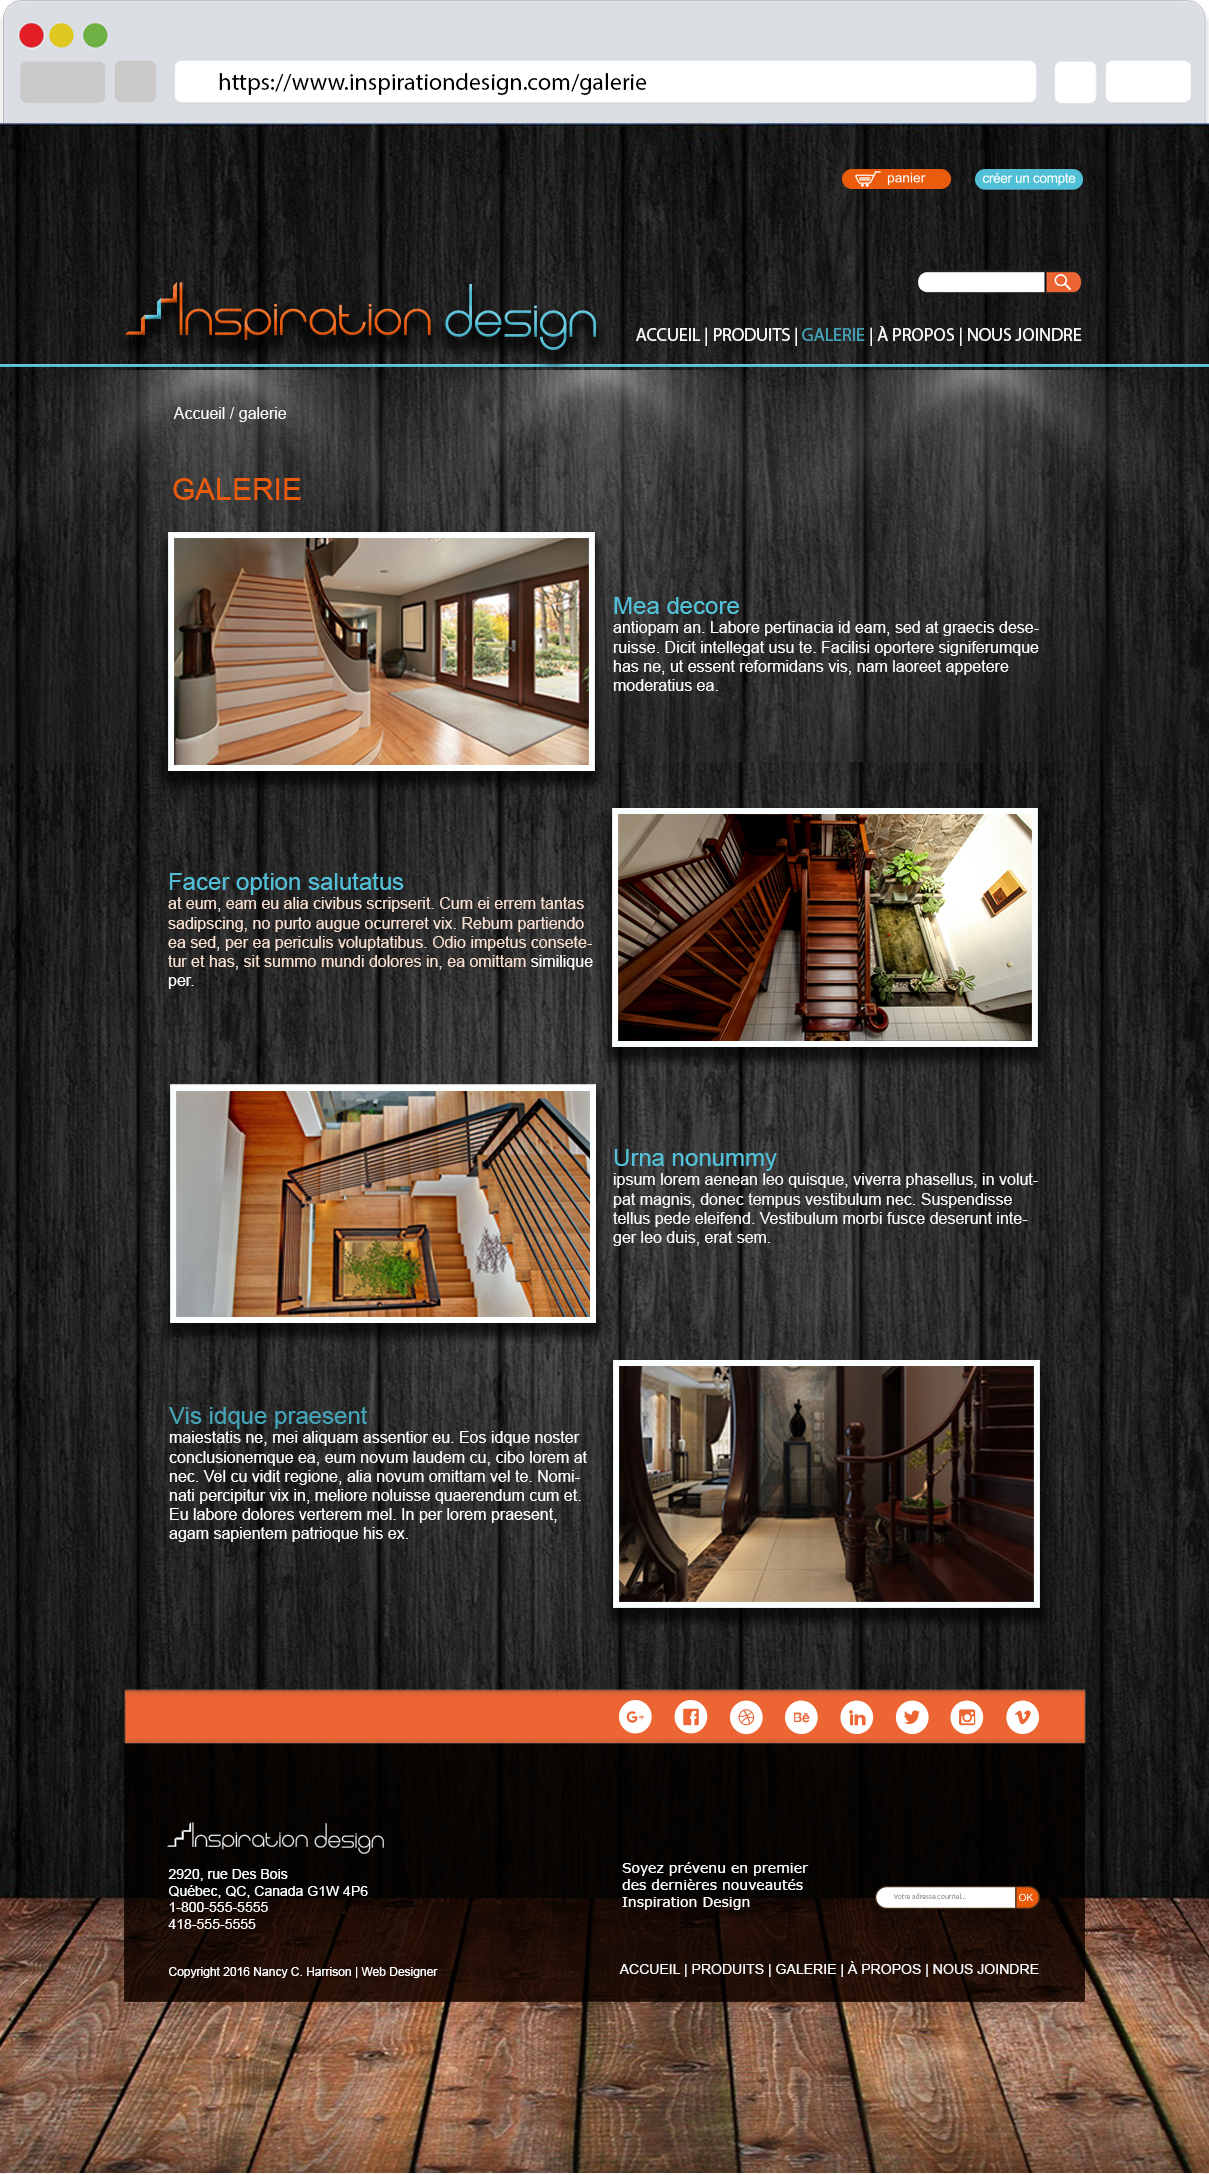 https://www.inspirationdesign.com/galerie
panier
créer un compte
Inspiration design
ACCUEIL | PRODUITS | GALERIE | À PROPOS | NOUS JOINDRE
Accueil / galerie
GALERIE
Mea decore
antiopam an. Labore pertinacia id eam, sed at graecis dese-
ruisse. Dicit intellegat usu te. Facilisi oportere signiferumque
has ne, ut essent reformidans vis, nam laoreet appetere
moderatius ea.
Facer option salutatus
at eum, eam eu alia civibus scripserit. Cum ei errem tantas
sadipscing, no purto augue ocurreret vix. Rebum partiendo
ea sed, per ea periculis voluptatibus. Odio impetus consete-
tur et has, sit summo mundi dolores in, ea omittam similique
per.
Urna nonummy
ipsum lorem aenean leo quisque, viverra phasellus, in volut-
pat magnis, donec tempus vestibulum nec. Suspendisse
tellus pede eleifend. Vestibulum morbi fusce deserunt inte-
ger leo duis, erat sem.
Vis idque praesent
maiestatis ne, mei aliquam assentior eu. Eos idque noster
conclusionemque ea, eum novum laudem cu, cibo lorem at
nec. Vel cu vidit regione, alia novum omittam vel te. Nomi-
nati percipitur vix in, meliore noluisse quaerendum cum et.
Eu labore dolores verterem mel. In per lorem praesent,
agam sapientem patrioque his ex.
G+
Bē
in
Inspiration design
2920, rue Des Bois
Québec, QC, Canada G1W 4P6
1-800-555-5555
418-555-5555
Soyez prévenu en premier
des dernières nouveautés
Inspiration Design
Votre adresse courriel...
OK
Copyright 2016 Nancy C. Harrison | Web Designer
ACCUEIL | PRODUITS | GALERIE | À PROPOS | NOUS JOINDRE